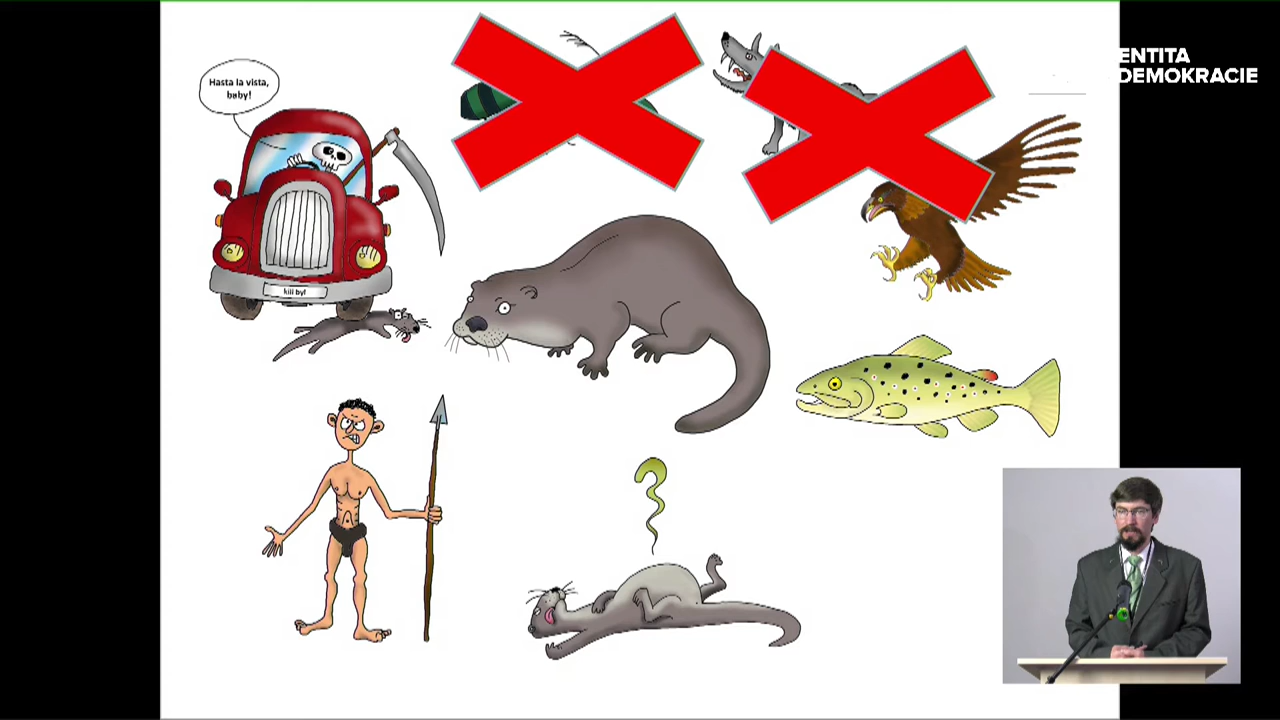 Hasta la vista,
baby!
kill by!
ENTITA
DEMOKRACIE